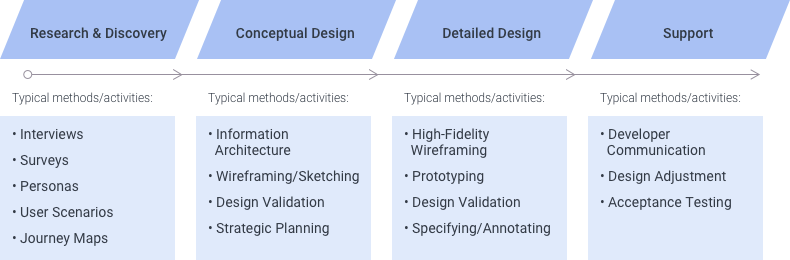 Research & Discovery
Conceptual Design
Detailed Design
Support
Typical methods/activities:
Typical methods/activities:
Typical methods/activities:
Typical methods/activities:
• Interviews
• Surveys
• Personas
• User Scenarios
• Journey Maps
• Information
Architecture
• Wireframing/Sketching
• Design Validation
• Strategic Planning
• High-Fidelity
Wireframing
• Prototyping
• Design Validation
• Specifying/Annotating
• Developer
Communication
• Design Adjustment
• Acceptance Testing